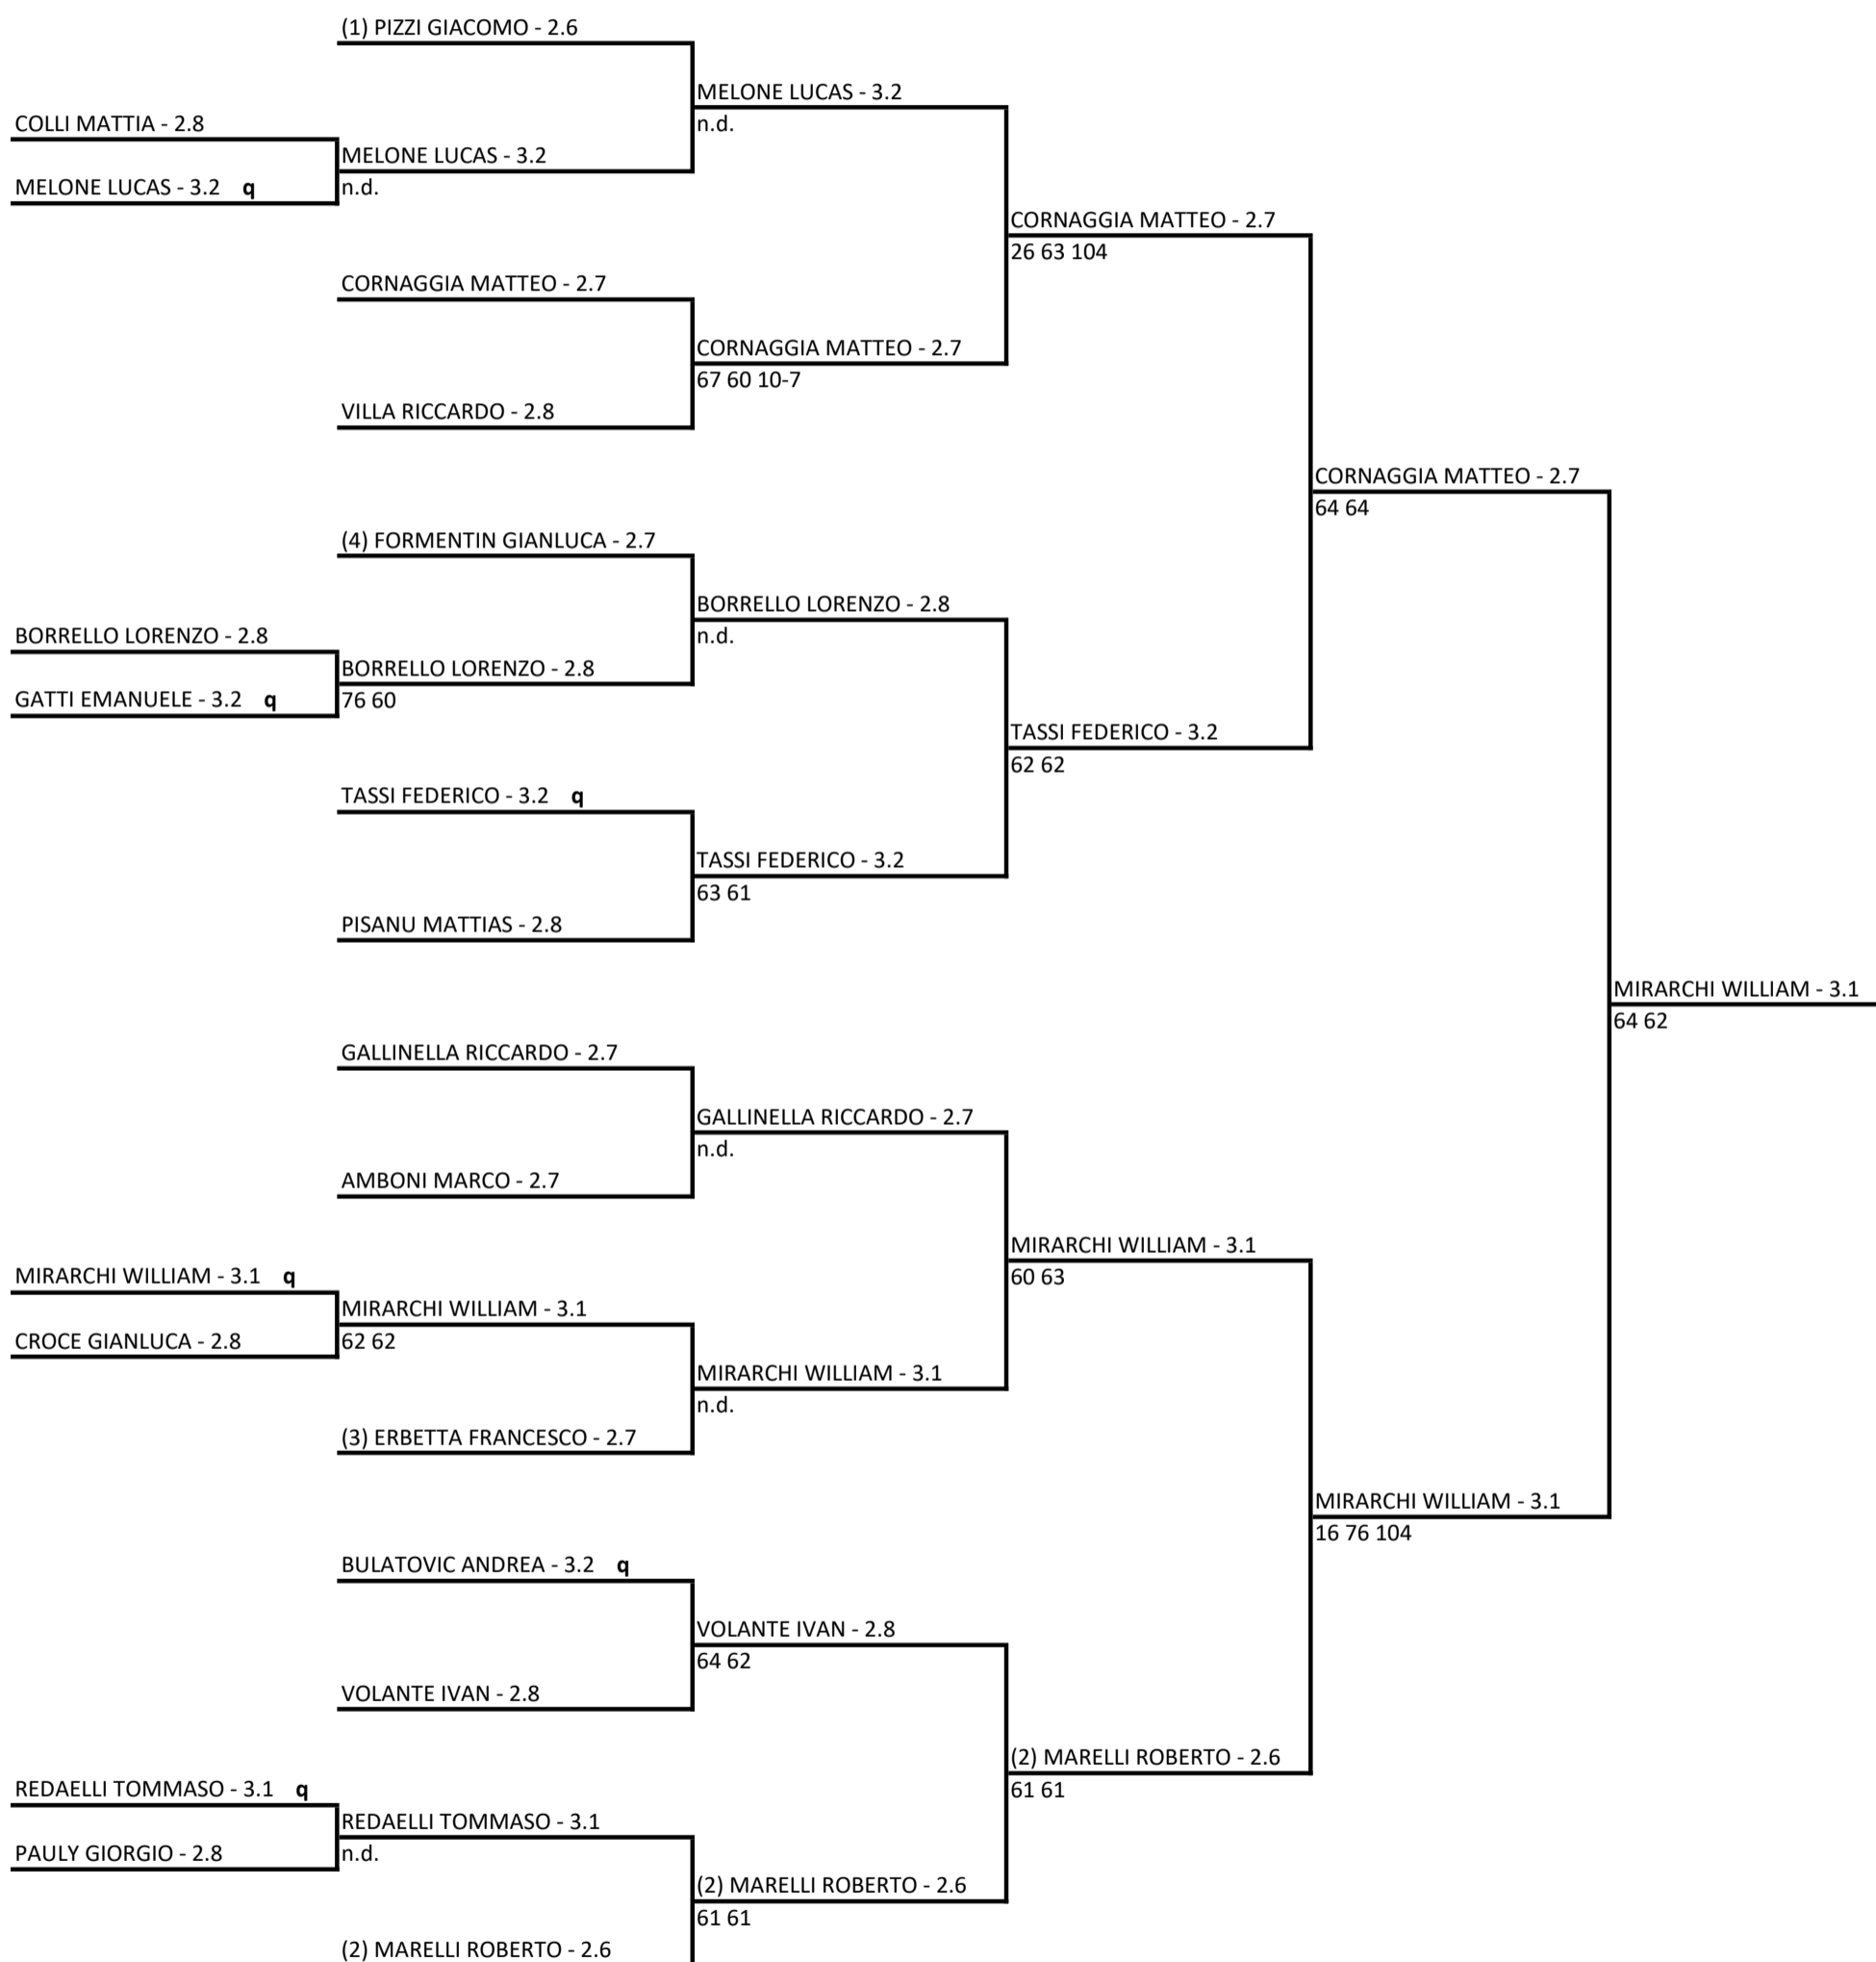 (1) PIZZI GIACOMO - 2.6
MELONE LUCAS - 3.2
n.d.
COLLI MATTIA - 2.8
MELONE LUCAS - 3.2
n.d.
MELONE LUCAS - 3.2 q
CORNAGGIA MATTEO - 2.7
26 63 104
CORNAGGIA MATTEO - 2.7
CORNAGGIA MATTEO - 2.7
67 60 10-7
VILLA RICCARDO - 2.8
CORNAGGIA MATTEO - 2.7
64 64
(4) FORMENTIN GIANLUCA - 2.7
BORRELLO LORENZO - 2.8
n.d.
BORRELLO LORENZO - 2.8
BORRELLO LORENZO - 2.8
76 60
GATTI EMANUELE - 3.2 q
TASSI FEDERICO - 3.2
62 62
TASSI FEDERICO - 3.2 q
TASSI FEDERICO - 3.2
63 61
PISANU MATTIAS - 2.8
MIRARCHI WILLIAM - 3.1
64 62
GALLINELLA RICCARDO - 2.7
GALLINELLA RICCARDO - 2.7
n.d.
AMBONI MARCO - 2.7
MIRARCHI WILLIAM - 3.1
60 63
MIRARCHI WILLIAM - 3.1 q
MIRARCHI WILLIAM - 3.1
62 62
CROCE GIANLUCA - 2.8
MIRARCHI WILLIAM - 3.1
n.d.
(3) ERBETTA FRANCESCO - 2.7
MIRARCHI WILLIAM - 3.1
16 76 104
BULATOVIC ANDREA - 3.2 q
VOLANTE IVAN - 2.8
64 62
VOLANTE IVAN - 2.8
(2) MARELLI ROBERTO - 2.6
61 61
REDAELLI TOMMASO - 3.1 q
REDAELLI TOMMASO - 3.1
n.d.
PAULY GIORGIO - 2.8
(2) MARELLI ROBERTO - 2.6
61 61
(2) MARELLI ROBERTO - 2.6